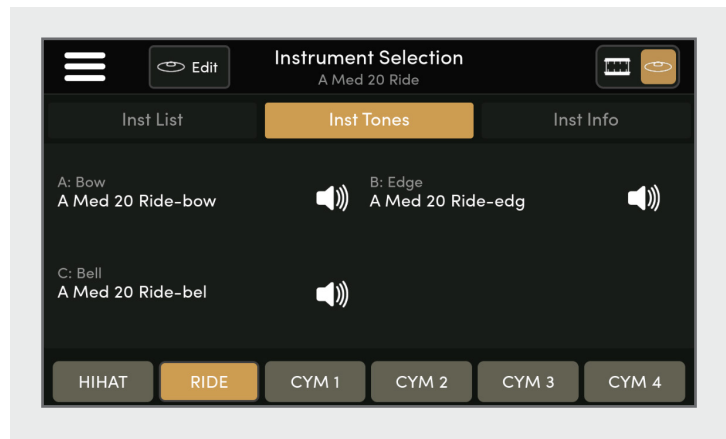 Edit
Instrument Selection
A Med 20 Ride
Inst List
Inst Tones
Inst Info
A: Bow
A Med 20 Ride-bow
B: Edge
A Med 20 Ride-edg
C: Bell
A Med 20 Ride-bel
HIHAT
RIDE
CYM 1
CYM 2
CYM 3
CYM 4